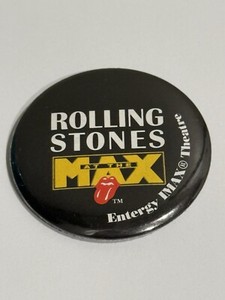 ROLLING
STONES
AT THE
MAX
TM
Entergy IMAX® Theatre